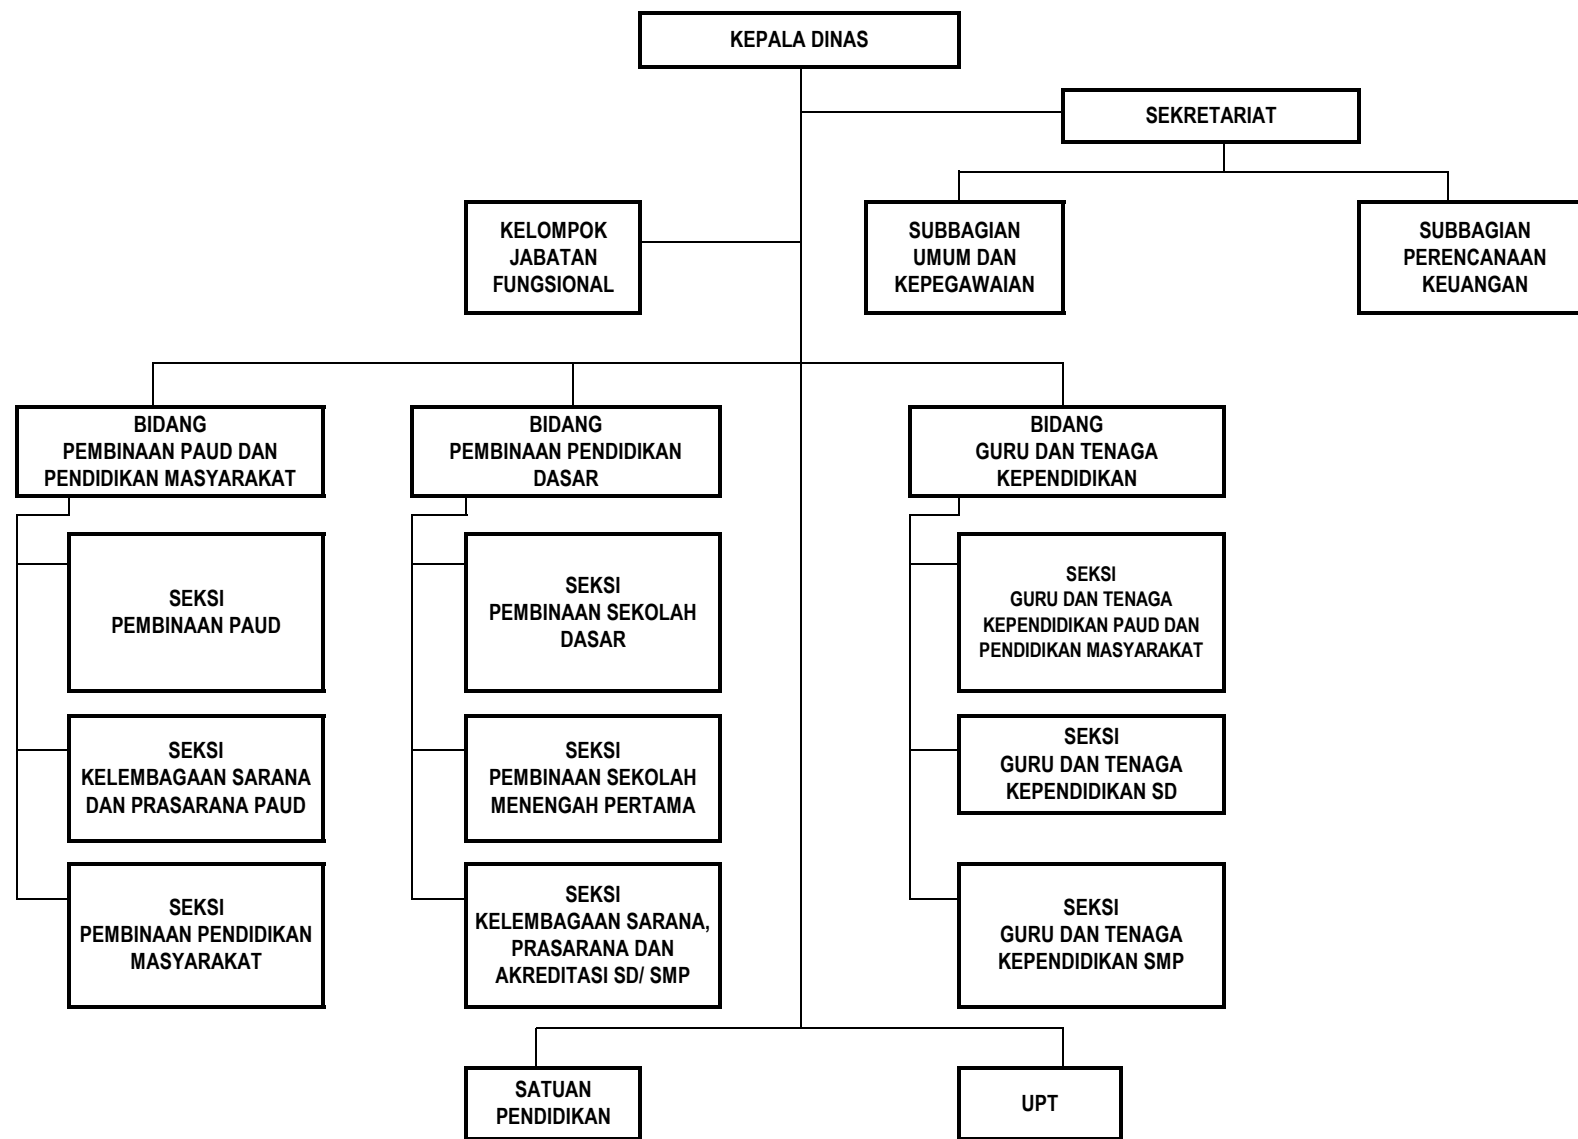 KEPALA DINAS
SEKRETARIAT
KELOMPOK
JABATAN
FUNGSIONAL
SUBBAGIAN
UMUM DAN
KEPEGAWAIAN
SUBBAGIAN
PERENCANAAN
KEUANGAN
BIDANG
PEMBINAAN PAUD DAN
PENDIDIKAN MASYARAKAT
BIDANG
PEMBINAAN PENDIDIKAN
DASAR
BIDANG
GURU DAN TENAGA
KEPENDIDIKAN
SEKSI
PEMBINAAN PAUD
SEKSI
PEMBINAAN SEKOLAH
DASAR
SEKSI
GURU DAN TENAGA
KEPENDIDIKAN PAUD DAN
PENDIDIKAN MASYARAKAT
SEKSI
KELEMBAGAAN SARANA
DAN PRASARANA PAUD
SEKSI
PEMBINAAN SEKOLAH
MENENGAH PERTAMA
SEKSI
GURU DAN TENAGA
KEPENDIDIKAN SD
SEKSI
PEMBINAAN PENDIDIKAN
MASYARAKAT
SEKSI
KELEMBAGAAN SARANA,
PRASARANA DAN
AKREDITASI SD/ SMP
SEKSI
GURU DAN TENAGA
KEPENDIDIKAN SMP
SATUAN
PENDIDIKAN
UPT